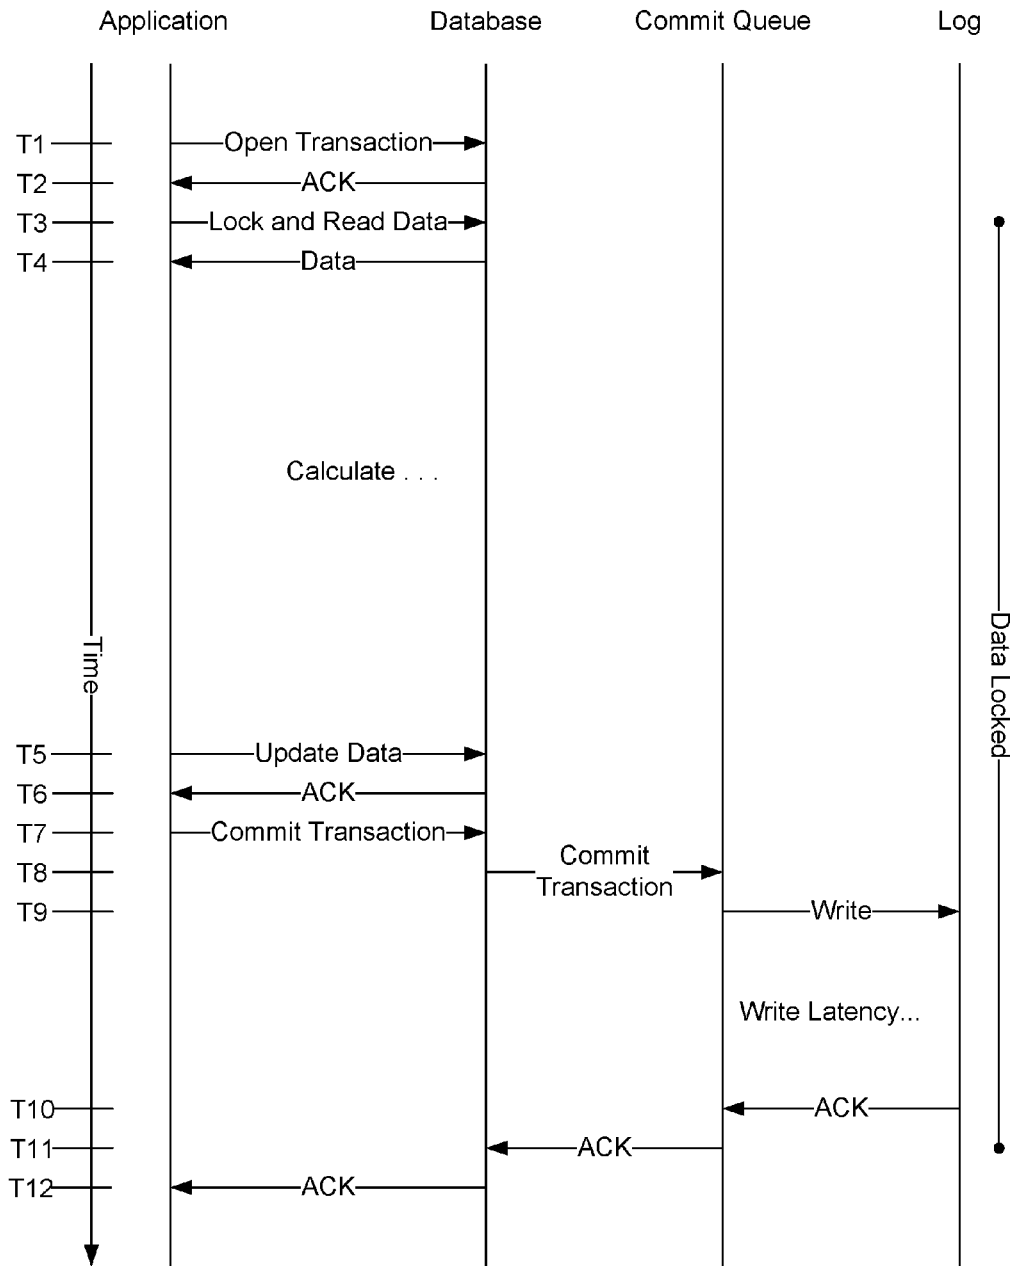 Application
Database
Commit Queue
Log
T1
Open Transaction
T2
ACK
T3
Lock and Read Data
T4
Data
Calculate . . .
Time
Data Locked
T5
Update Data
T6
ACK
T7
Commit Transaction
T8
Commit
Transaction
T9
Write
Write Latency...
T10
ACK
T11
ACK
T12
ACK